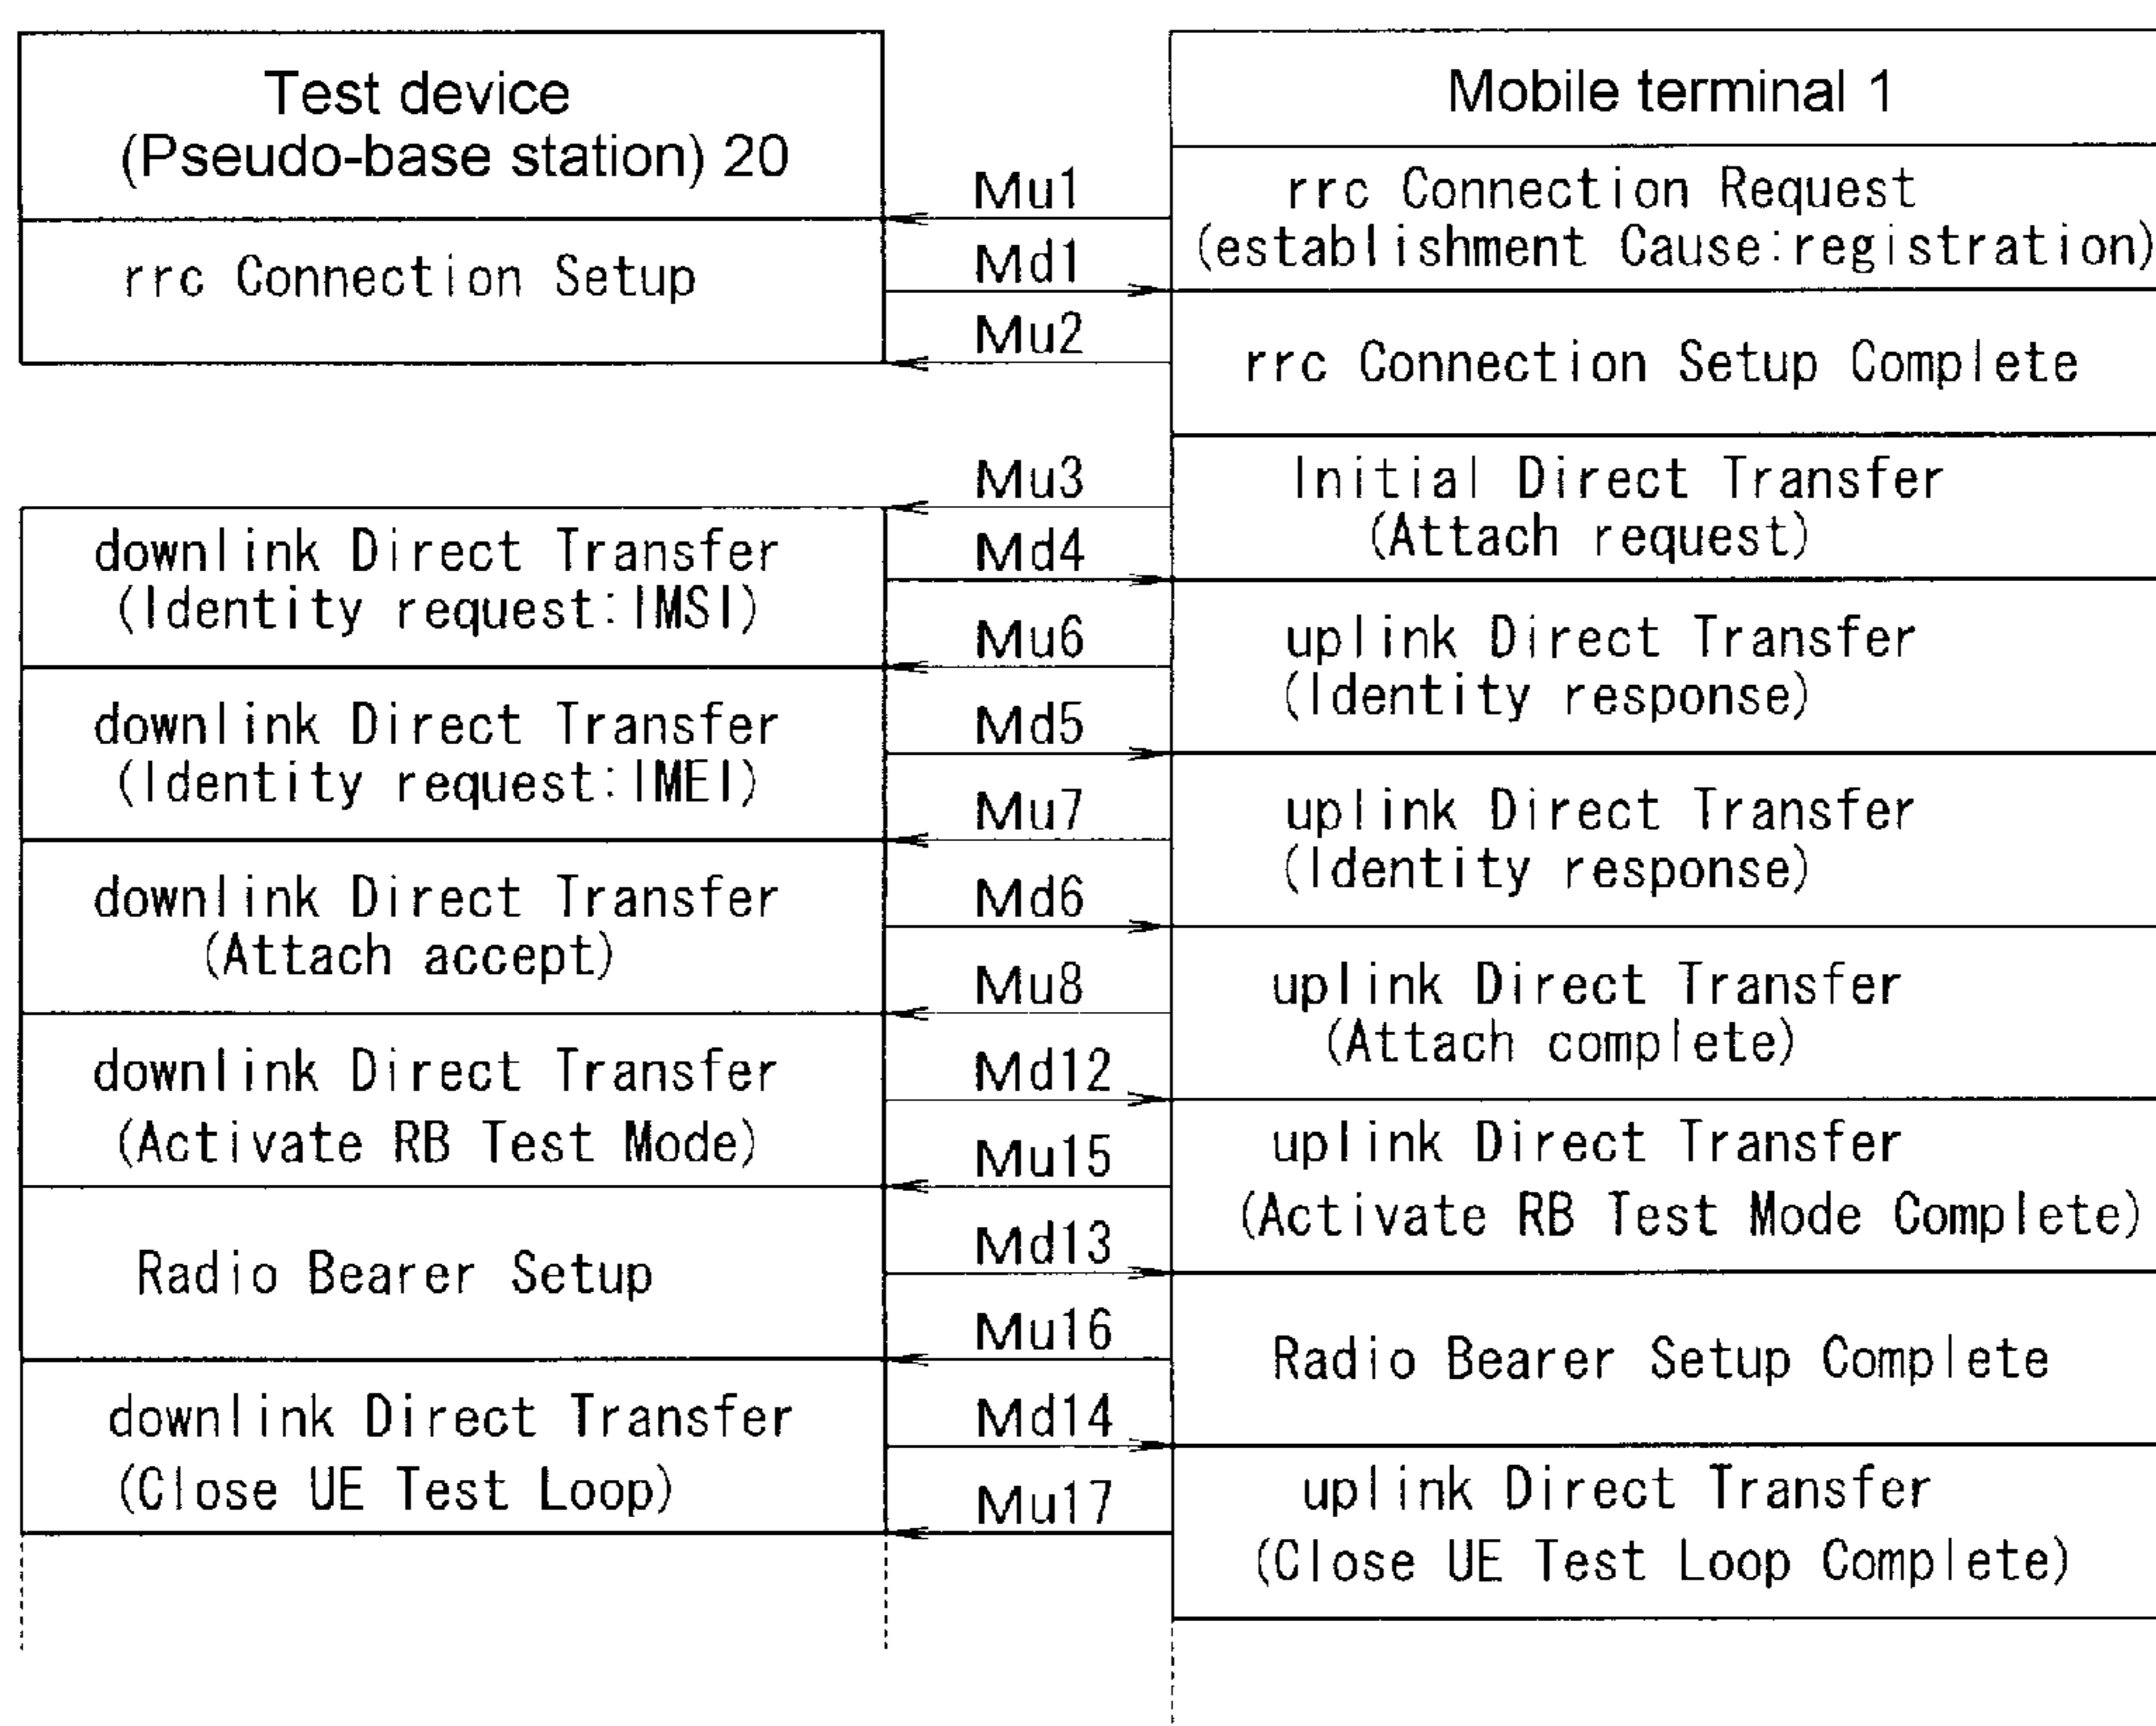 Test device
(Pseudo-base station) 20
Mobile terminal 1
Mu1
rrc Connection Request
(establishment Cause:registration)
rrc Connection Setup
Md1
Mu2
rrc Connection Setup Complete
Mu3
Initial Direct Transfer
(Attach request)
downlink Direct Transfer
(Identity request:IMSI)
Md4
Mu6
uplink Direct Transfer
(Identity response)
downlink Direct Transfer
(Identity request:IMEI)
Md5
Mu7
uplink Direct Transfer
(Identity response)
downlink Direct Transfer
(Attach accept)
Md6
Mu8
uplink Direct Transfer
(Attach complete)
downlink Direct Transfer
(Activate RB Test Mode)
Md12
Mu15
uplink Direct Transfer
(Activate RB Test Mode Complete)
Radio Bearer Setup
Md13
Mu16
Radio Bearer Setup Complete
downlink Direct Transfer
(Close UE Test Loop)
Md14
Mu17
uplink Direct Transfer
(Close UE Test Loop Complete)